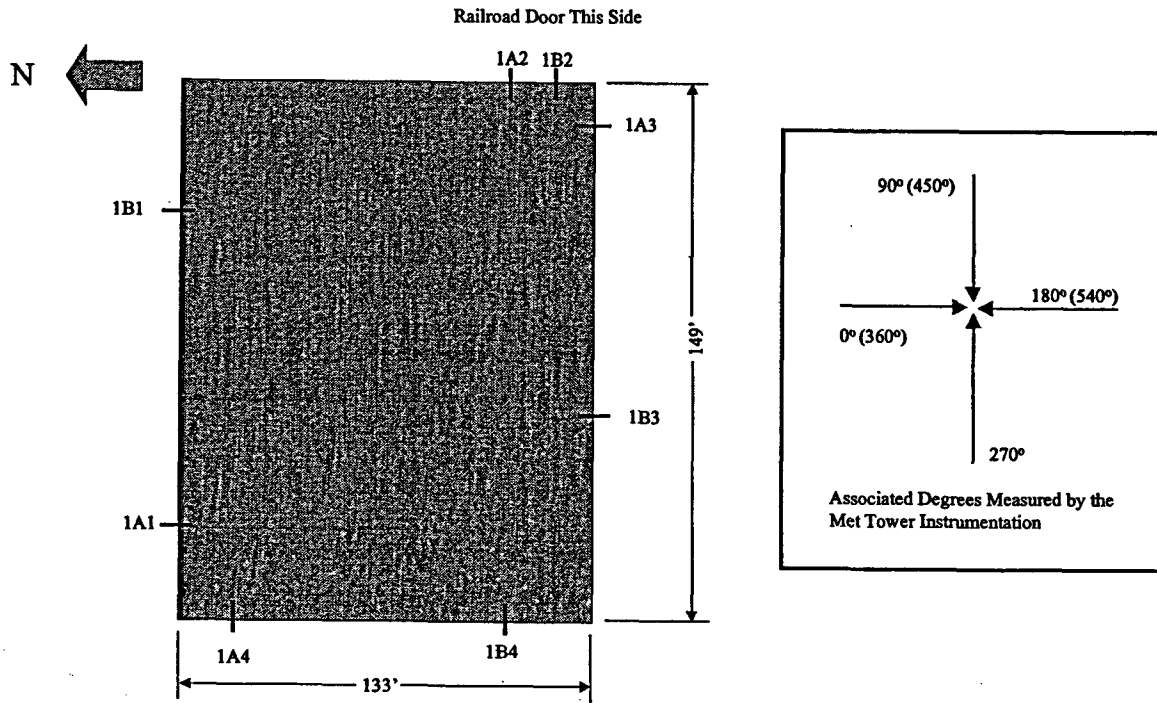 Railroad Door This Side
N
1A2
1B2
1A3
1B1
149'
1B3
1A1
1A4
1B4
133'
90° (450°)
180° (540°)
0° (360°)
270°
Associated Degrees Measured by the
Met Tower Instrumentation